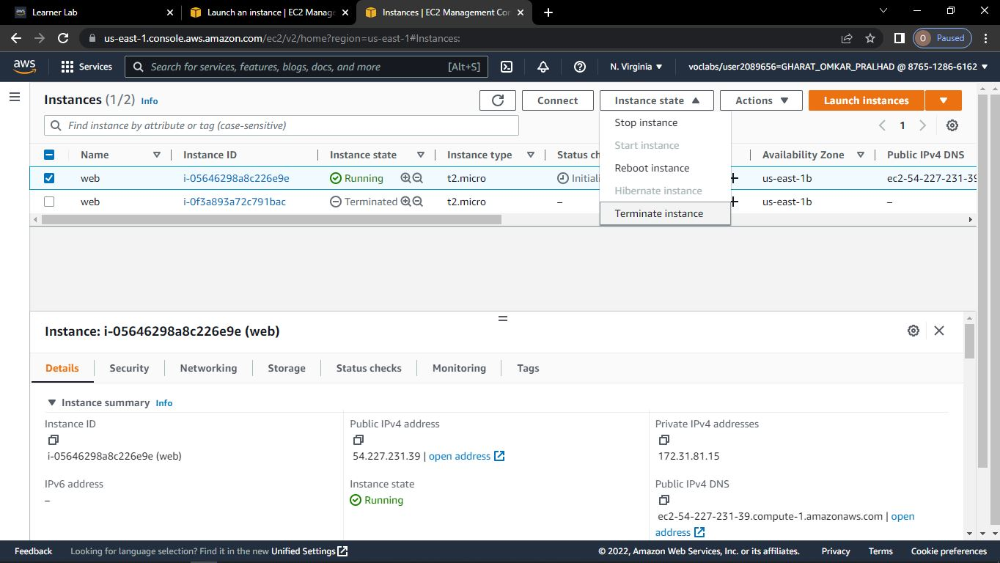 Learner Lab
Launch an instance | EC2 Manage
Instances | EC2 Management Con
us-east-1.console.aws.amazon.com/ec2/v2/home?region=us-east-1#Instances:
O Paused
aws Services Search for services, features, blogs, docs, and more [Alt+S] N. Virginia voclabs/user2089656=GHARAT_OMKAR_PRALHAD @ 8765-1286-6162
Instances (1/2) Info Connect Instance state Actions Launch instances
Find instance by attribute or tag (case-sensitive) 1
Stop instance
Start instance
Reboot instance
Hibernate instance
Terminate instance
Name Instance ID Instance state Instance type Status ch Availability Zone Public IPv4 DNS
web i-05646298a8c226e9e Running t2.micro Initiali us-east-1b ec2-54-227-231-39
web i-0f3a893a72c791bac Terminated t2.micro – us-east-1b –
Instance: i-05646298a8c226e9e (web)
Details Security Networking Storage Status checks Monitoring Tags
Instance summary Info
Instance ID
i-05646298a8c226e9e (web)
Public IPv4 address
54.227.231.39 | open address
Private IPv4 addresses
172.31.81.15
IPv6 address
–
Instance state
Running
Public IPv4 DNS
ec2-54-227-231-39.compute-1.amazonaws.com | open
address
Feedback Looking for language selection? Find it in the new Unified Settings © 2022, Amazon Web Services, Inc. or its affiliates. Privacy Terms Cookie preferences